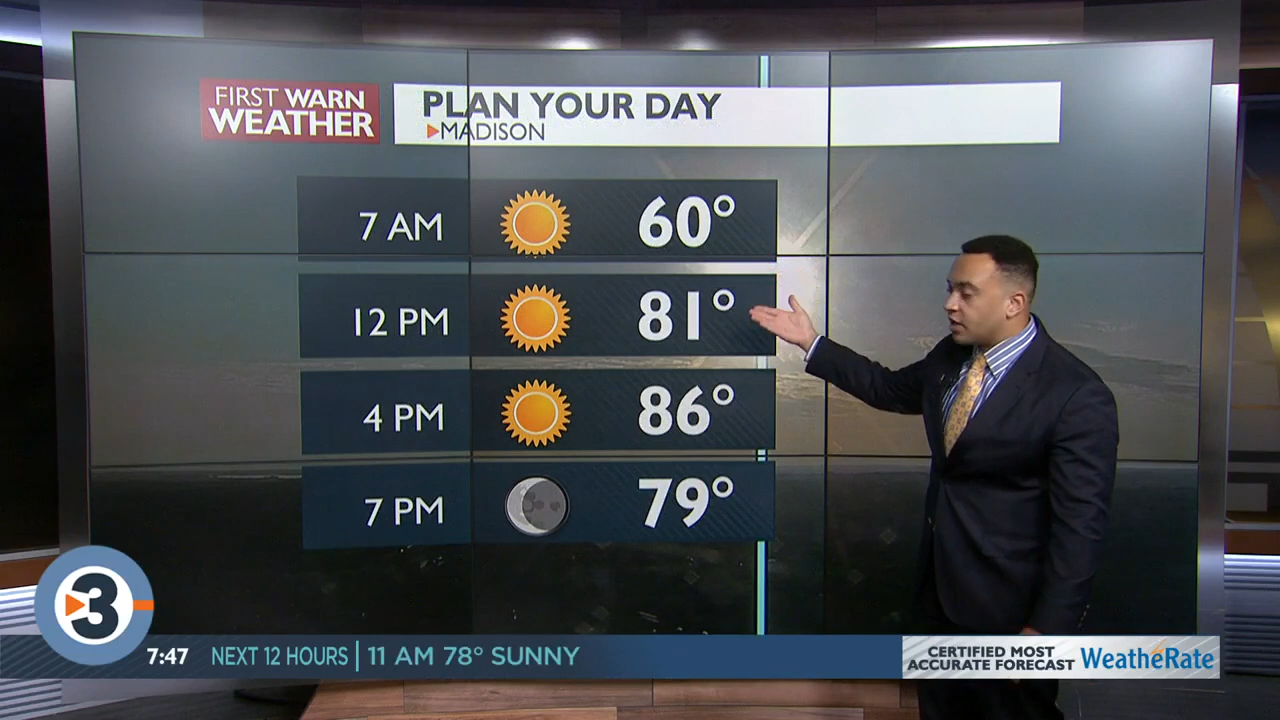 FIRST WARN
WEATHER
PLAN YOUR DAY
MADISON
7 AM 60°
12 PM 81°
4 PM 86°
7 PM 79°
3
7:47 NEXT 12 HOURS 11 AM 78° SUNNY
CERTIFIED MOST
ACCURATE FORECAST
WeatheRate